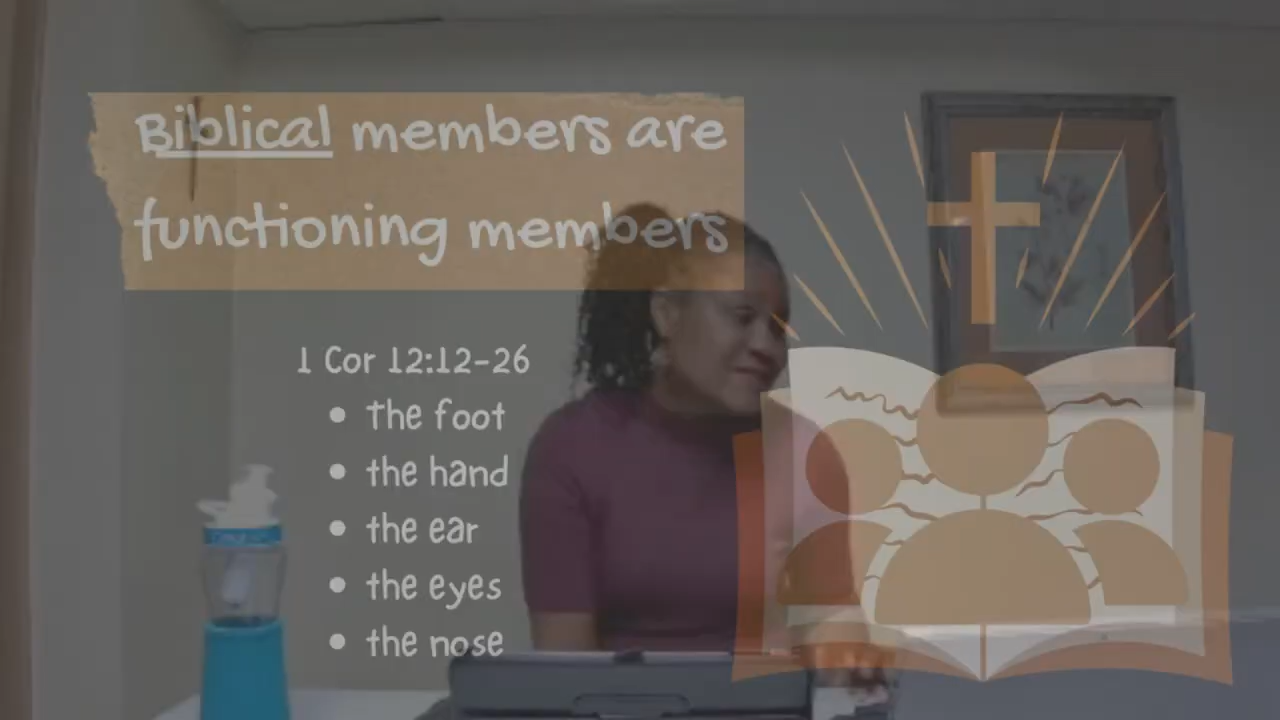 Biblical members are
functioning members
1 Cor 12:12-26
• the foot
• the hand
• the ear
• the eyes
• the nose